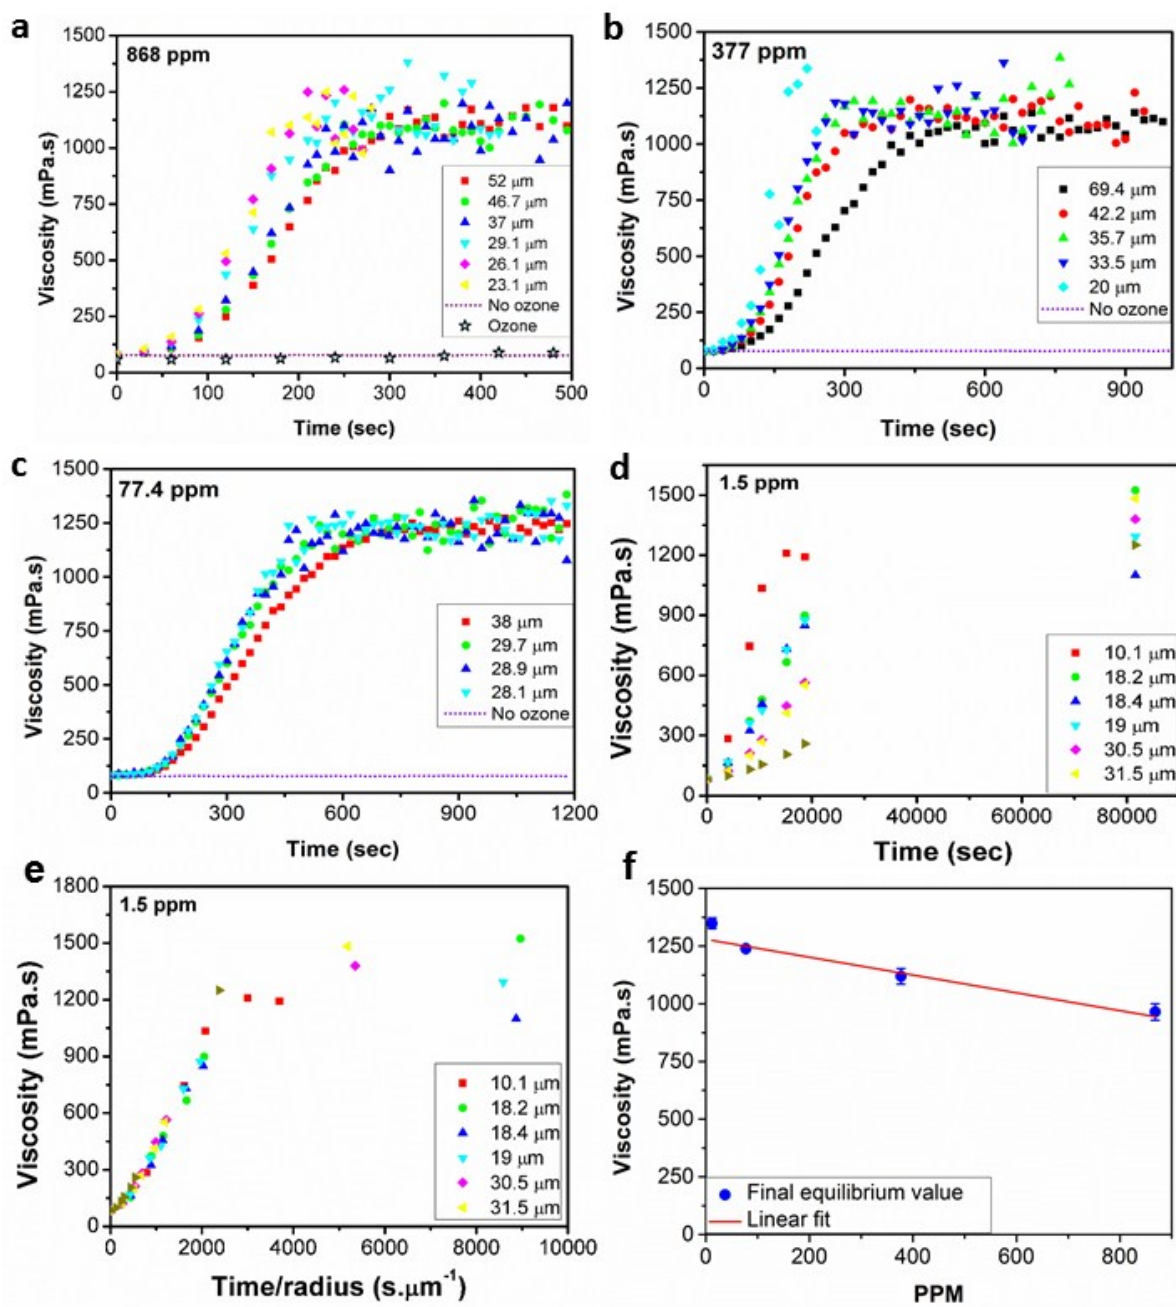 a
868 ppm
1500
1250
1000
750
500
250
0
Viscosity (mPa.s)
52 µm
46.7 µm
37 µm
29.1 µm
26.1 µm
23.1 µm
No ozone
Ozone
0 100 200 300 400 500
Time (sec)
b
377 ppm
1500
1250
1000
750
500
250
0
Viscosity (mPa.s)
69.4 µm
42.2 µm
35.7 µm
33.5 µm
20 µm
No ozone
0 300 600 900
Time (sec)
c
77.4 ppm
1500
1250
1000
750
500
250
0
Viscosity (mPa.s)
38 µm
29.7 µm
28.9 µm
28.1 µm
No ozone
0 300 600 900 1200
Time (sec)
d
1.5 ppm
1500
1200
900
600
300
0
Viscosity (mPa.s)
10.1 µm
18.2 µm
18.4 µm
19 µm
30.5 µm
31.5 µm
0 20000 40000 60000 80000
Time (sec)
e
1.5 ppm
1800
1500
1200
900
600
300
0
Viscosity (mPa.s)
10.1 µm
18.2 µm
18.4 µm
19 µm
30.5 µm
31.5 µm
0 2000 4000 6000 8000 10000
Time/radius (s.µm⁻¹)
f
1500
1250
1000
750
500
250
0
Viscosity (mPa.s)
Final equilibrium value
Linear fit
0 200 400 600 800
PPM